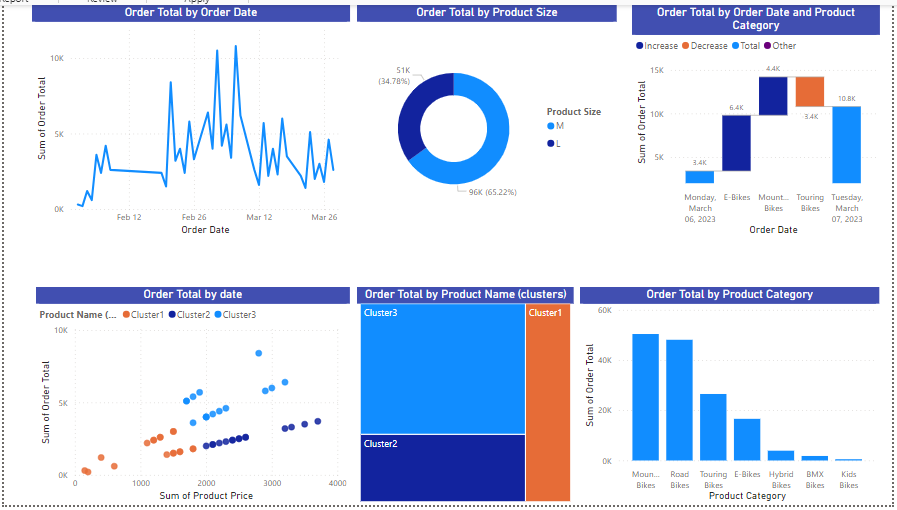 Review
Apply
Order Total by Order Date
10K
5K
0K
Sum of Order Total
Feb 12
Feb 26
Mar 12
Mar 26
Order Date
Order Total by Product Size
51K
(34.78%)
96K (65.22%)
Product Size
M
L
Order Total by Order Date and Product
Category
Increase Decrease Total Other
15K
10K
5K
Sum of Order Total
3.4K
6.4K
4.4K
3.4K
10.8K
Monday,
March
06, 2023
E-Bikes
Mount...
Bikes
Touring
Bikes
Tuesday,
March
07, 2023
Order Date
Order Total by date
Product Name (... Cluster1 Cluster2 Cluster3
10K
5K
0K
Sum of Order Total
0
1000
2000
3000
4000
Sum of Product Price
Order Total by Product Name (clusters)
Cluster3
Cluster1
Cluster2
Order Total by Product Category
60K
40K
20K
0K
Sum of Order Total
Moun...
Bikes
Road
Bikes
Touring
Bikes
E-Bikes
Hybrid
Bikes
BMX
Bikes
Kids
Bikes
Product Category